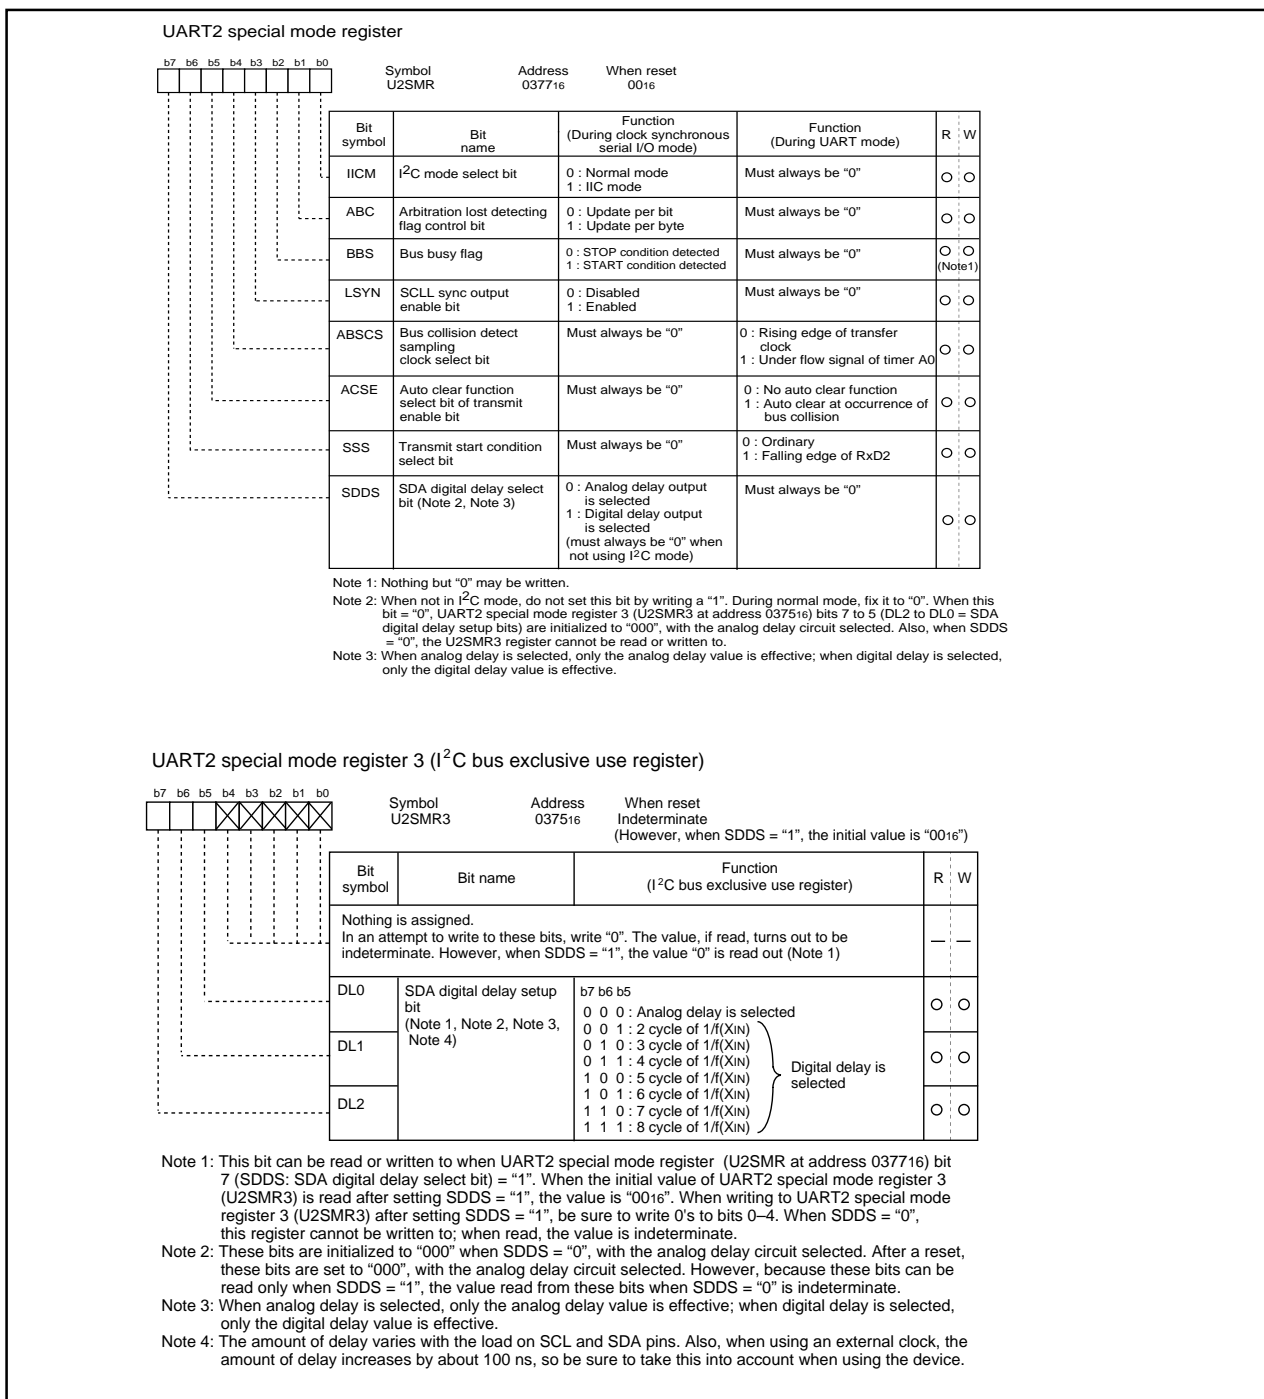 UART2 special mode register
b7 b6 b5 b4 b3 b2 b1 b0
Symbol Address When reset
U2SMR 037716 0016
Bit symbol Bit name Function (During clock synchronous serial I/O mode) Function (During UART mode) R W
IICM I2C mode select bit 0 : Normal mode Must always be “0”
1 : IIC mode
ABC Arbitration lost detecting 0 : Update per bit Must always be “0”
flag control bit 1 : Update per byte
BBS Bus busy flag 0 : STOP condition detected Must always be “0”
1 : START condition detected (Note1)
LSYN SCLL sync output 0 : Disabled Must always be “0”
enable bit 1 : Enabled
ABSCS Bus collision detect Must always be “0” 0 : Rising edge of transfer
sampling clock
clock select bit 1 : Under flow signal of timer A0
ACSE Auto clear function Must always be “0” 0 : No auto clear function
select bit of transmit 1 : Auto clear at occurrence of
enable bit bus collision
SSS Transmit start condition Must always be “0” 0 : Ordinary
select bit 1 : Falling edge of RxD2
SDDS SDA digital delay select 0 : Analog delay output Must always be “0”
bit (Note 2, Note 3) is selected
1 : Digital delay output
is selected
(must always be “0” when
not using I2C mode)
Note 1: Nothing but “0” may be written.
Note 2: When not in I2C mode, do not set this bit by writing a “1”. During normal mode, fix it to “0”. When this
bit = “0”, UART2 special mode register 3 (U2SMR3 at address 037516) bits 7 to 5 (DL2 to DL0 = SDA
digital delay setup bits) are initialized to “000”, with the analog delay circuit selected. Also, when SDDS
= “0”, the U2SMR3 register cannot be read or written to.
Note 3: When analog delay is selected, only the analog delay value is effective; when digital delay is selected,
only the digital delay value is effective.
UART2 special mode register 3 (I2C bus exclusive use register)
b7 b6 b5 b4 b3 b2 b1 b0
Symbol Address When reset
U2SMR3 037516 Indeterminate
(However, when SDDS = “1”, the initial value is “0016”)
Bit symbol Bit name Function (I2C bus exclusive use register) R W
Nothing is assigned.
In an attempt to write to these bits, write “0”. The value, if read, turns out to be
indeterminate. However, when SDDS = “1”, the value “0” is read out (Note 1) — —
DL0 SDA digital delay setup b7 b6 b5
bit 0 0 0 : Analog delay is selected
(Note 1, Note 2, Note 3, 0 0 1 : 2 cycle of 1/f(XIN)
DL1 Note 4) 0 1 0 : 3 cycle of 1/f(XIN)
0 1 1 : 4 cycle of 1/f(XIN) Digital delay is
1 0 0 : 5 cycle of 1/f(XIN) selected
1 0 1 : 6 cycle of 1/f(XIN)
DL2 1 1 0 : 7 cycle of 1/f(XIN)
1 1 1 : 8 cycle of 1/f(XIN)
Note 1: This bit can be read or written to when UART2 special mode register (U2SMR at address 037716) bit
7 (SDDS: SDA digital delay select bit) = “1”. When the initial value of UART2 special mode register 3
(U2SMR3) is read after setting SDDS = “1”, the value is “0016”. When writing to UART2 special mode
register 3 (U2SMR3) after setting SDDS = “1”, be sure to write 0's to bits 0–4. When SDDS = “0”,
this register cannot be written to; when read, the value is indeterminate.
Note 2: These bits are initialized to “000” when SDDS = “0”, with the analog delay circuit selected. After a reset,
these bits are set to “000”, with the analog delay circuit selected. However, because these bits can be
read only when SDDS = “1”, the value read from these bits when SDDS = “0” is indeterminate.
Note 3: When analog delay is selected, only the analog delay value is effective; when digital delay is selected,
only the digital delay value is effective.
Note 4: The amount of delay varies with the load on SCL and SDA pins. Also, when using an external clock, the
amount of delay increases by about 100 ns, so be sure to take this into account when using the device.